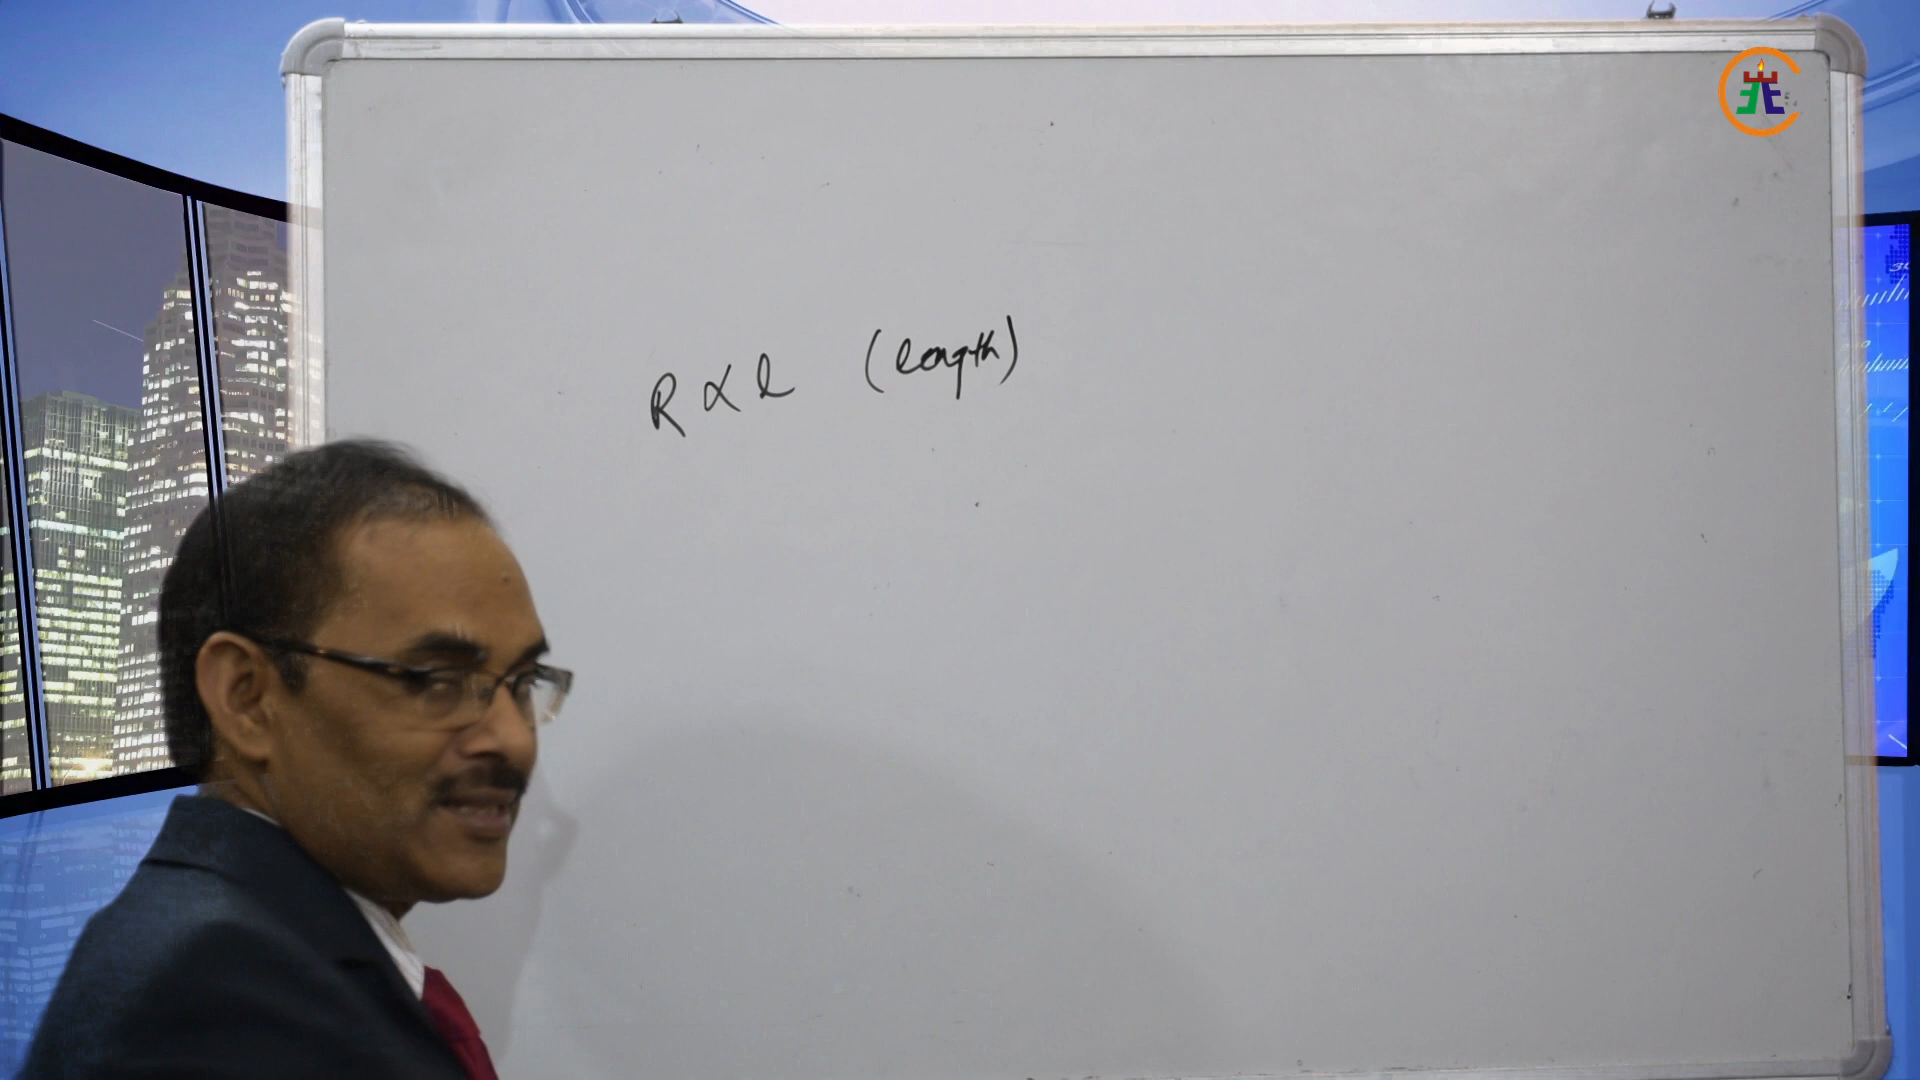 R ∝ l (length)